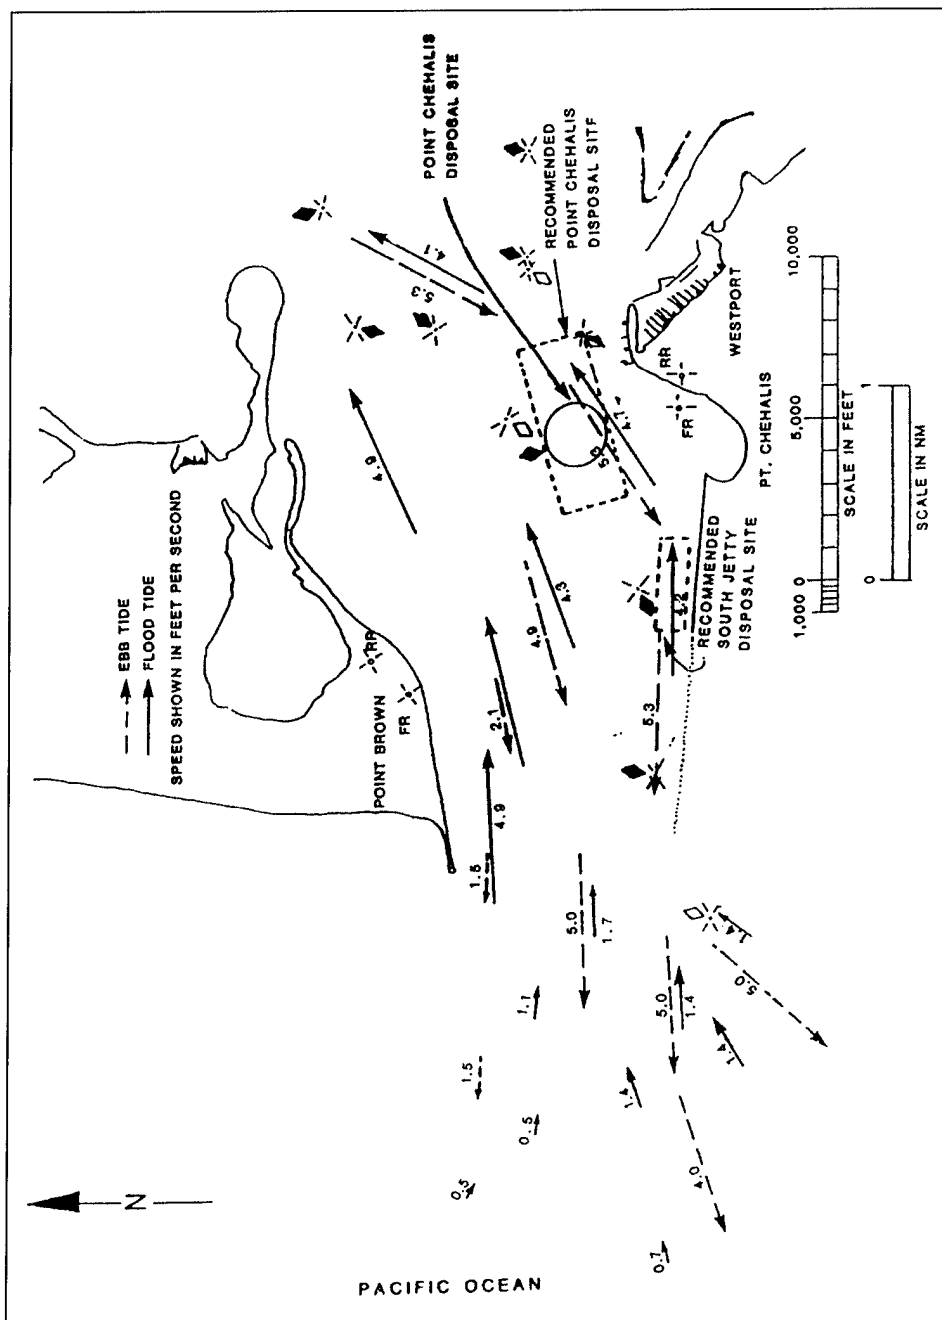 POINT CHEHALIS
DISPOSAL SITE
RECOMMENDED
POINT CHEHALIS
DISPOSAL SITE
EBB TIDE
FLOOD TIDE
SPEED SHOWN IN FEET PER SECOND
4.1
5.3
4.9
WESTPORT
RR
FR
PT. CHEHALIS
10,000
5,000
0
1,000
SCALE IN FEET
1
0
SCALE IN NM
4.7
5.0
4.3
4.9
RECOMMENDED
SOUTH JETTY
DISPOSAL SITE
5.3
RR
FR
POINT BROWN
2.1
4.9
1.5
5.0
1.7
1.4
5.0
5.0
1.4
1.4
1.1
1.5
1.4
0.5
4.0
0.5
0.7
N
PACIFIC OCEAN